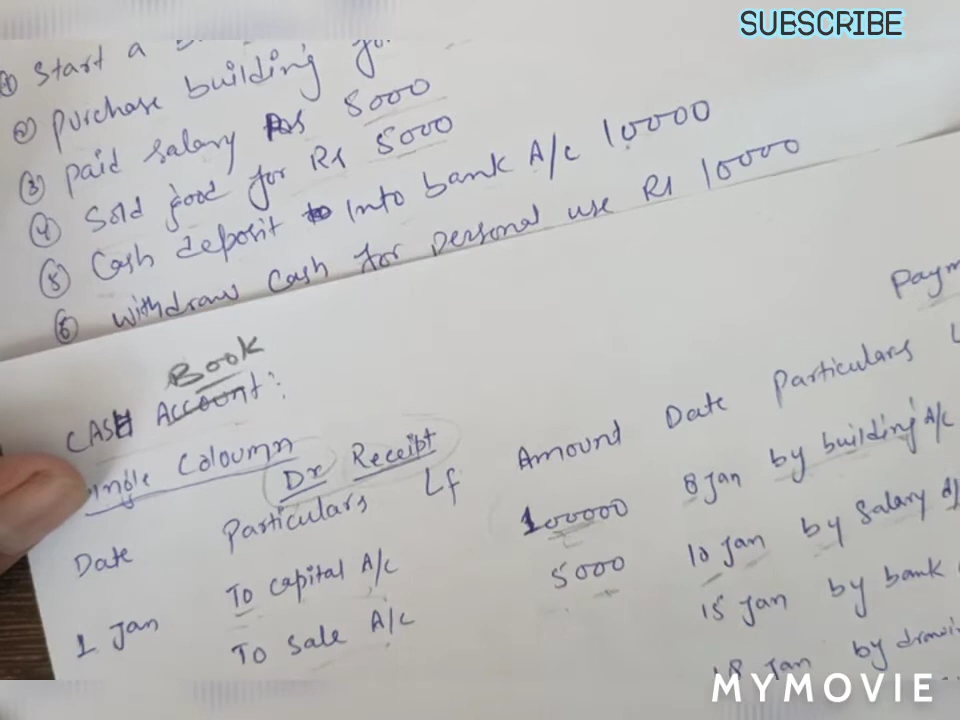 SUBSCRIBE
① Start a
② purchase building for
③ paid salary Rs 5000
④ Sold good for Rs 5000
⑤ Cash deposit into bank A/c 10000
⑥ withdraw cash for personal use Rs 10000
Book
CASH Account:
Single Coloumn
Dr Receipt
Paym
Date Particulars Lf Amound Date Particulars L
1 Jan To capital A/c 100000 8 Jan by building A/c
To Sale A/c 5000 10 Jan by Salary A/
15 Jan by bank
18 Jan by drawin
MYMOVIE